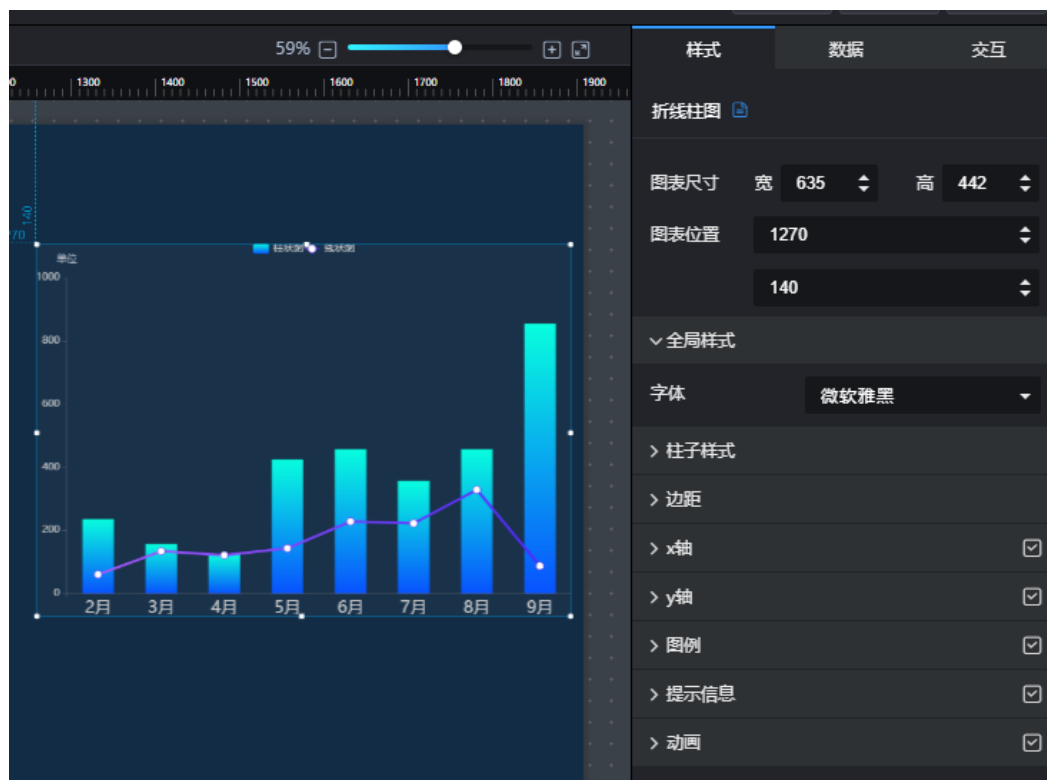 59%
样式 数据 交互
1300 1400 1500 1600 1700 1800 1900
折线柱图
图表尺寸 宽 635 高 442
图表位置 1270
140
140
270
全局样式
字体 微软雅黑
柱子样式
边距
x轴
y轴
图例
提示信息
动画
柱状图
单位
1000
800
600
400
200
0
2月 3月 4月 5月 6月 7月 8月 9月